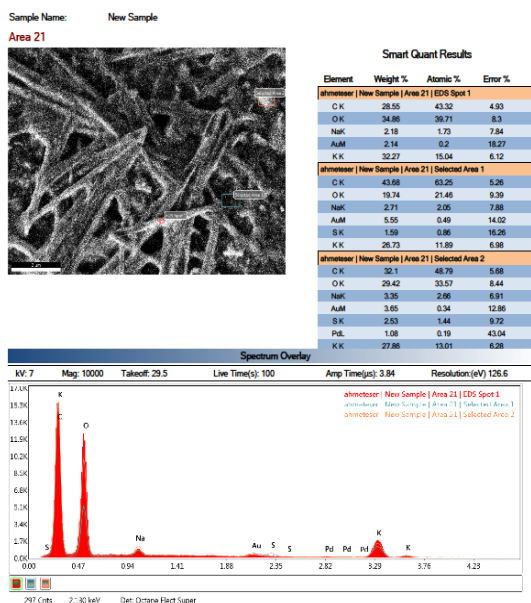 Sample Name: New Sample
Area 21
Smart Quant Results
Element Weight % Atomic % Error %
ahmeteser | New Sample | Area 21 | EDS Spot 1
C K 28.55 43.32 4.93
O K 34.86 39.71 8.3
NaK 2.18 1.73 7.84
AuM 2.14 0.2 18.27
K K 32.27 15.04 6.12
ahmeteser | New Sample | Area 21 | Selected Area 1
C K 43.68 63.25 5.26
O K 19.74 21.46 9.39
NaK 2.71 2.05 7.88
AuM 5.55 0.49 14.02
S K 1.59 0.86 16.26
K K 26.73 11.89 6.98
ahmeteser | New Sample | Area 21 | Selected Area 2
C K 32.1 48.79 5.68
O K 29.42 33.57 8.44
NaK 3.35 2.66 6.91
AuM 3.65 0.34 12.86
S K 2.53 1.44 9.72
PdL 1.08 0.19 43.04
K K 27.86 13.01 6.28
Spectrum Overlay
kV: 7 Mag: 10000 Takeoff: 29.5 Live Time(s): 100 Amp Time(µs): 3.84 Resolution:(eV) 126.6
ahmeteser | New Sample | Area 21 | EDS Spot 1
ahmeteser | New Sample | Area 21 | Selected Area 1
ahmeteser | New Sample | Area 21 | Selected Area 2
17.0K
13.6K
11.9K
10.2K
8.5K
6.8K
5.1K
3.4K
1.7K
0.0K
K
C
O
S
Na
Au
S
S
Pd
Pd
Pd
K
K
0.00 0.47 0.94 1.41 1.88 2.35 2.82 3.29 3.76 4.23
297 Cnts 2.130 keV Det: Octane Elect Super